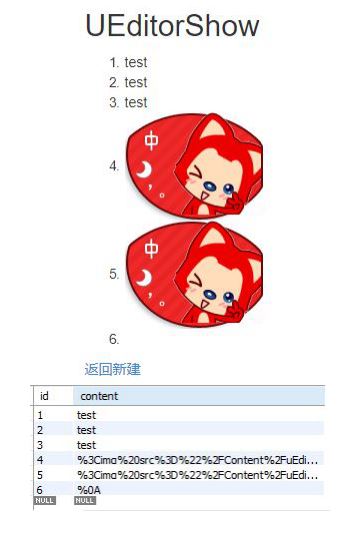 UEditorShow
1. test
2. test
3. test
4.
中
，。
5.
中
，。
6.
返回新建
id content
1 test
2 test
3 test
4 %3Cimg%20src%3D%22%2FContent%2FuEdi...
5 %3Cimg%20src%3D%22%2FContent%2FuEdi...
6 %0A
NULL NULL